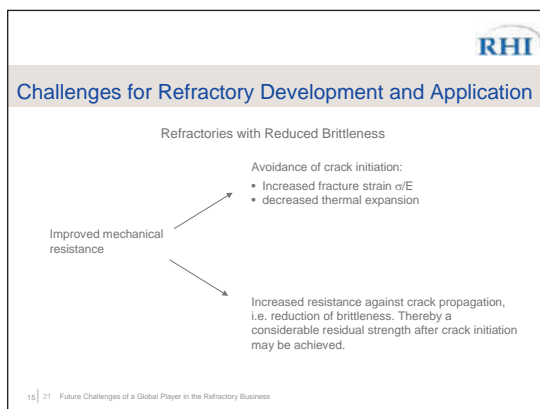 RHI
Challenges for Refractory Development and Application
Refractories with Reduced Brittleness
Avoidance of crack initiation:
• Increased fracture strain σ/E
• decreased thermal expansion
Improved mechanical
resistance
Increased resistance against crack propagation,
i.e. reduction of brittleness. Thereby a
considerable residual strength after crack initiation
may be achieved.
15 | 21 Future Challenges of a Global Player in the Refractory Business